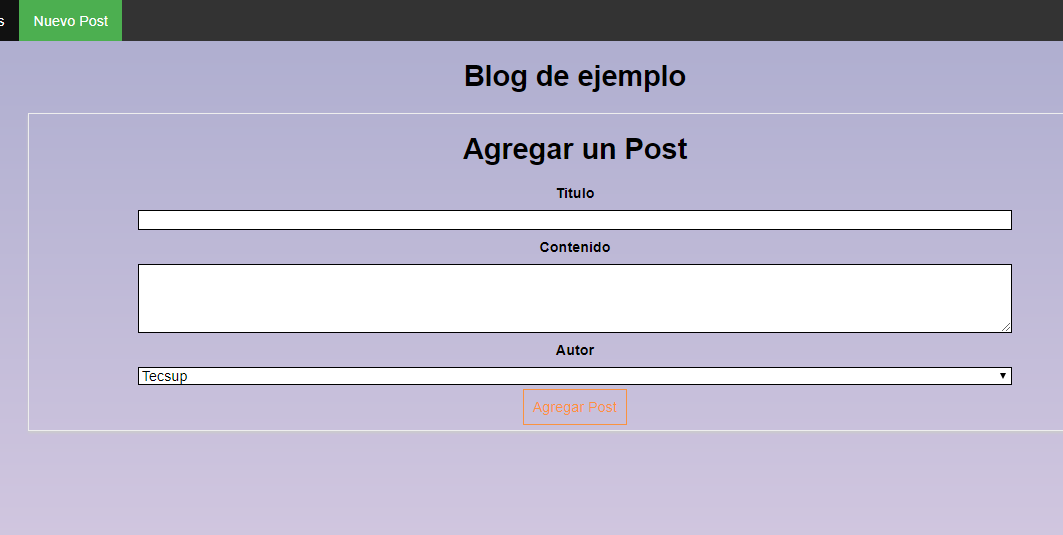 s
Nuevo Post
Blog de ejemplo
Agregar un Post
Titulo
Contenido
Autor
Tecsup
Agregar Post